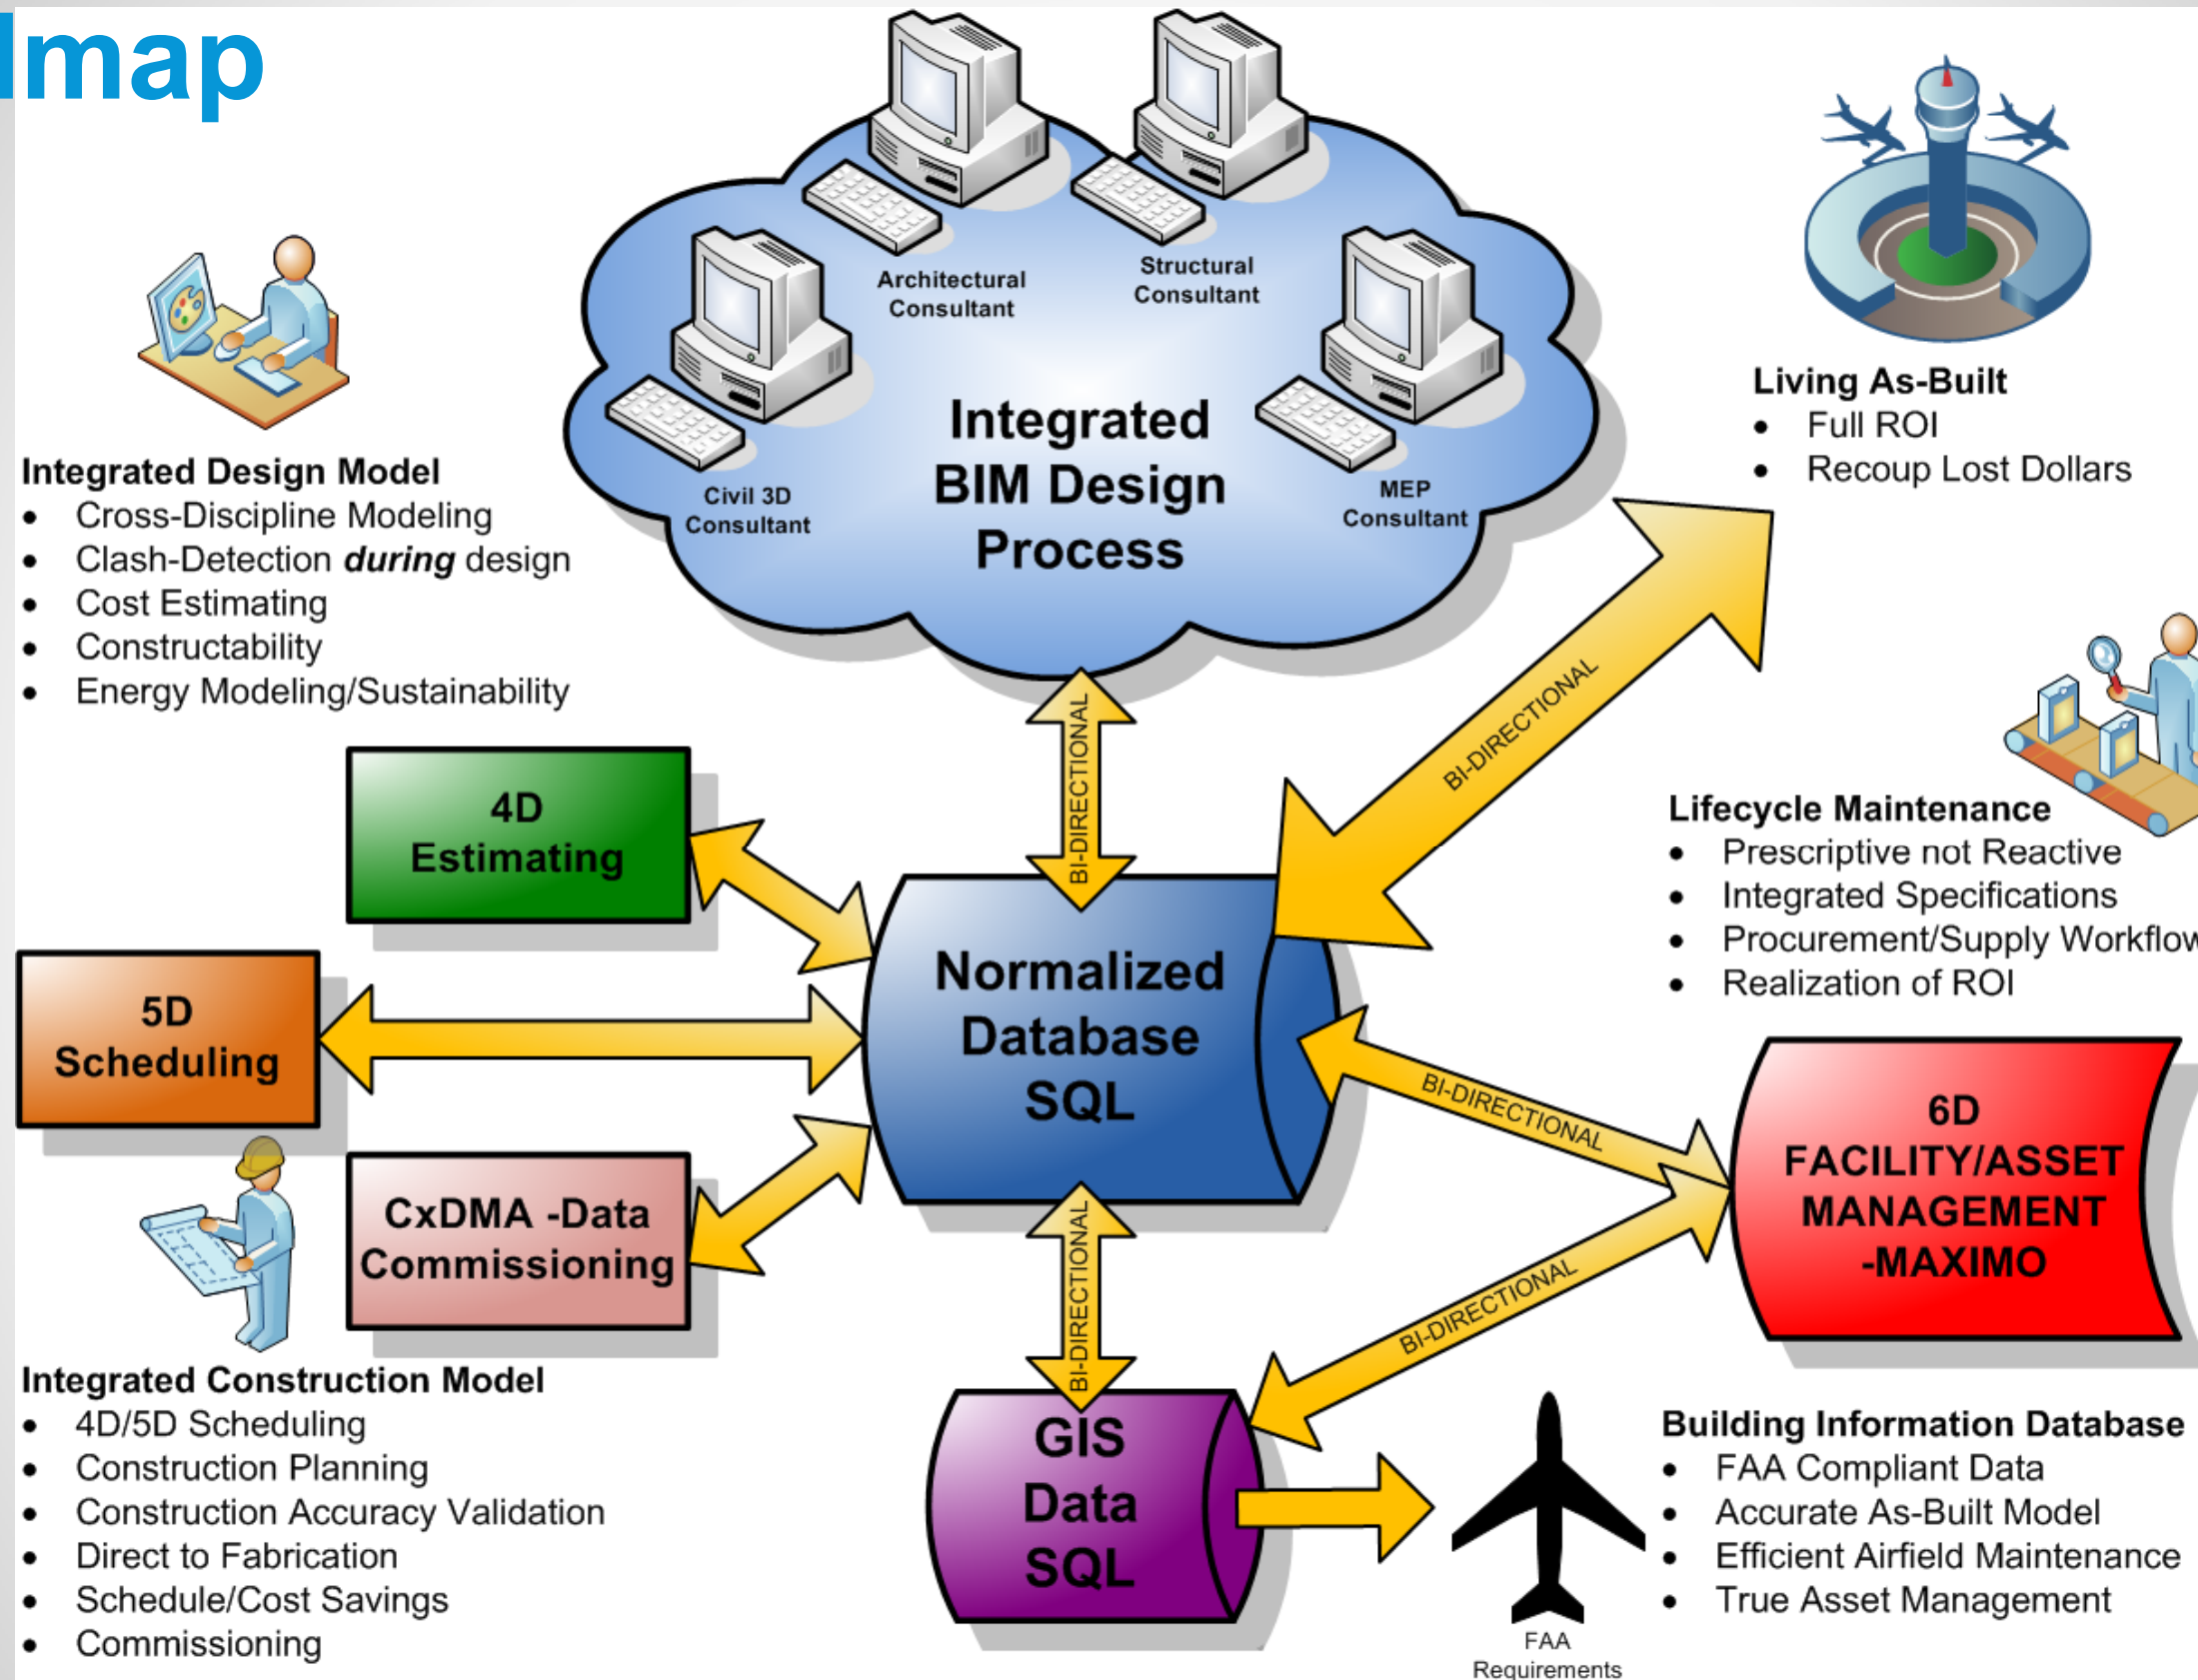 dmap
Architectural
Consultant
Structural
Consultant
Civil 3D
Consultant
MEP
Consultant
Integrated
BIM Design
Process
Living As-Built
• Full ROI
• Recoup Lost Dollars
Integrated Design Model
• Cross-Discipline Modeling
• Clash-Detection during design
• Cost Estimating
• Constructability
• Energy Modeling/Sustainability
BI-DIRECTIONAL
BI-DIRECTIONAL
Lifecycle Maintenance
• Prescriptive not Reactive
• Integrated Specifications
• Procurement/Supply Workflow
• Realization of ROI
4D
Estimating
5D
Scheduling
CxDMA -Data
Commissioning
Normalized
Database
SQL
BI-DIRECTIONAL
6D
FACILITY/ASSET
MANAGEMENT
-MAXIMO
BI-DIRECTIONAL
BI-DIRECTIONAL
Integrated Construction Model
• 4D/5D Scheduling
• Construction Planning
• Construction Accuracy Validation
• Direct to Fabrication
• Schedule/Cost Savings
• Commissioning
GIS
Data
SQL
FAA
Requirements
Building Information Database
• FAA Compliant Data
• Accurate As-Built Model
• Efficient Airfield Maintenance
• True Asset Management